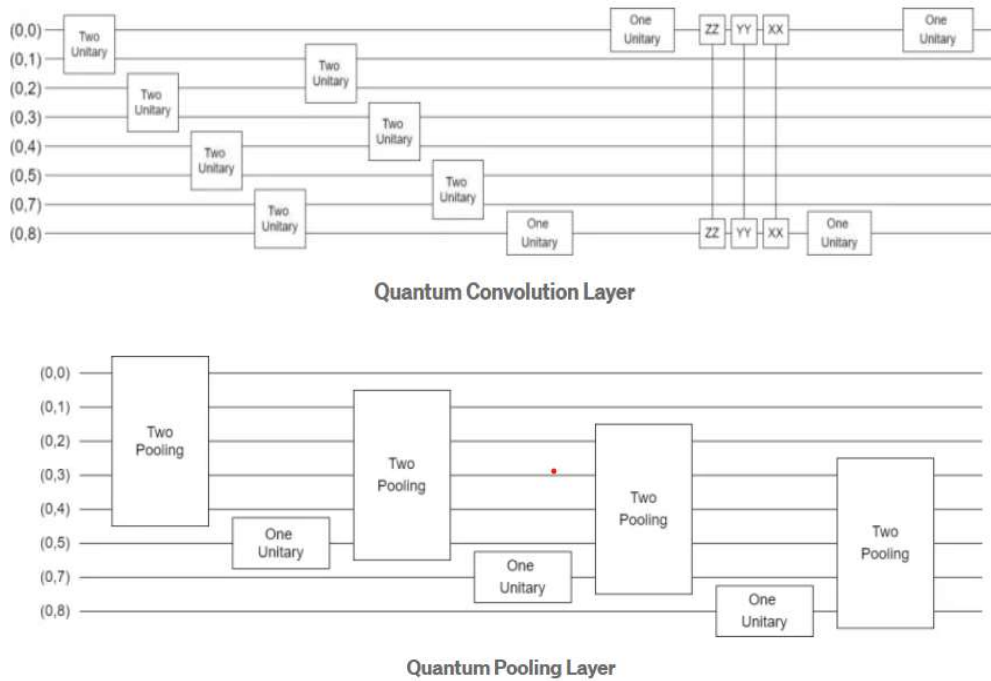 One
Unitary
ZZ
YY
XX
One
Unitary
(0,0)
Two
Unitary
(0,1)
Two
Unitary
(0,2)
Two
Unitary
(0,3)
Two
Unitary
(0,4)
Two
Unitary
(0,5)
Two
Unitary
(0,7)
Two
Unitary
(0,8)
One
Unitary
ZZ
YY
XX
One
Unitary
Quantum Convolution Layer
(0,0)
(0,1)
Two
Pooling
(0,2)
Two
Pooling
(0,3)
Two
Pooling
(0,4)
One
Unitary
(0,5)
Two
Pooling
One
Unitary
(0,7)
One
Unitary
(0,8)
Quantum Pooling Layer